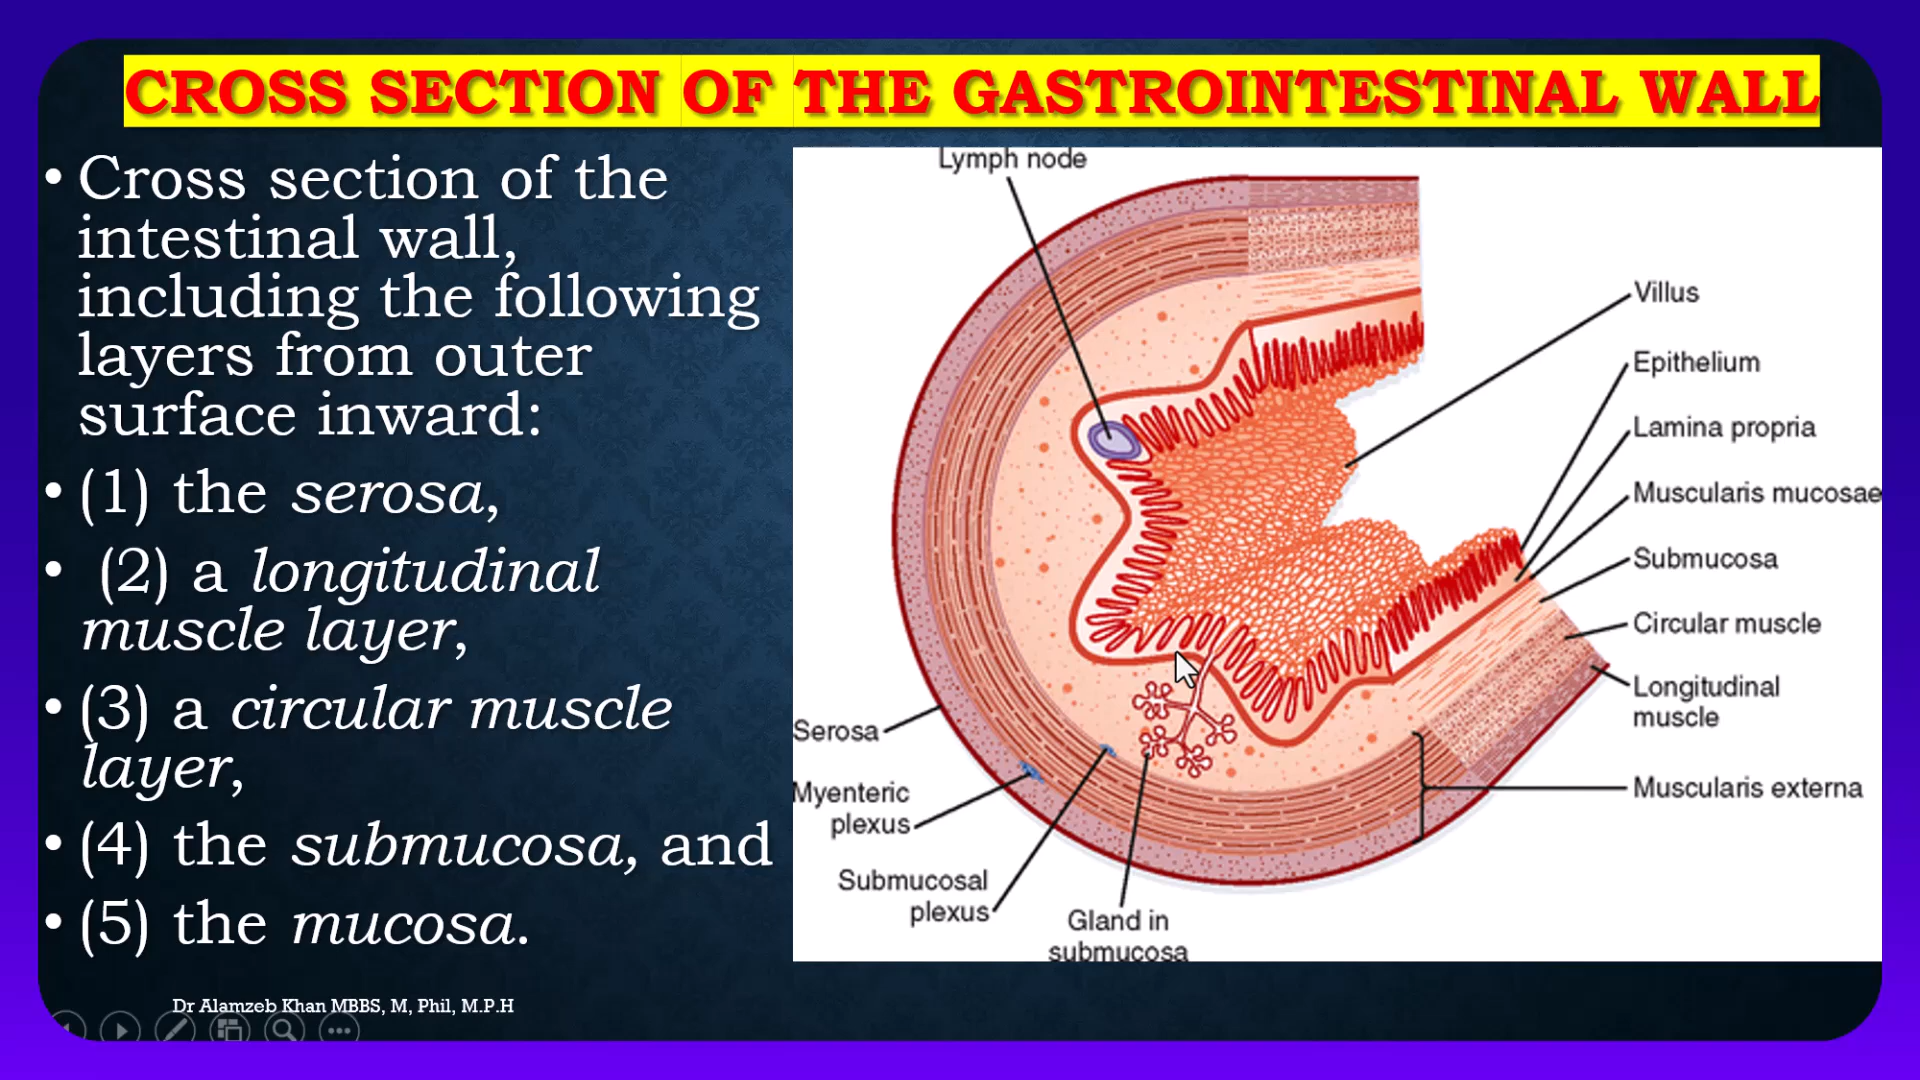 CROSS SECTION OF THE GASTROINTESTINAL WALL
• Cross section of the
intestinal wall,
including the following
layers from outer
surface inward:
• (1) the serosa,
• (2) a longitudinal
muscle layer,
• (3) a circular muscle
layer,
• (4) the submucosa, and
• (5) the mucosa.
Lymph node
Villus
Epithelium
Lamina propria
Muscularis mucosae
Submucosa
Circular muscle
Longitudinal
muscle
Muscularis externa
Serosa
Myenteric
plexus
Submucosal
plexus
Gland in
submucosa
Dr Alamzeb Khan MBBS, M, Phil, M.P.H